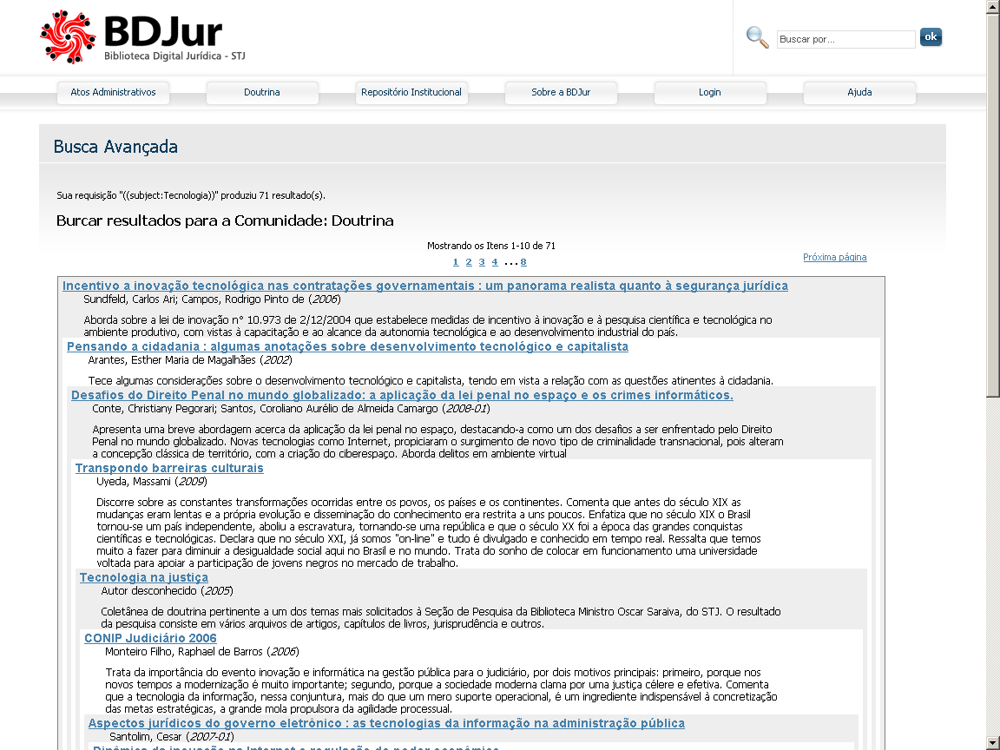 BDJur
Biblioteca Digital Jurídica - STJ
Buscar por...
ok
Atos Administrativos
Doutrina
Repositório Institucional
Sobre a BDJur
Login
Ajuda
Busca Avançada
Sua requisição "((subject:Tecnologia))" produziu 71 resultado(s).
Burcar resultados para a Comunidade: Doutrina
Mostrando os Itens 1-10 de 71
1 2 3 4 ... 8
Próxima página
Incentivo a inovação tecnológica nas contratações governamentais : um panorama realista quanto à segurança jurídica
Sundfeld, Carlos Ari; Campos, Rodrigo Pinto de (2006)
Aborda sobre a lei de inovação n° 10.973 de 2/12/2004 que estabelece medidas de incentivo à inovação e à pesquisa científica e tecnológica no
ambiente produtivo, com vistas à capacitação e ao alcance da autonomia tecnológica e ao desenvolvimento industrial do país.
Pensando a cidadania : algumas anotações sobre desenvolvimento tecnológico e capitalista
Arantes, Esther Maria de Magalhães (2002)
Tece algumas considerações sobre o desenvolvimento tecnológico e capitalista, tendo em vista a relação com as questões atinentes à cidadania.
Desafios do Direito Penal no mundo globalizado: a aplicação da lei penal no espaço e os crimes informáticos.
Conte, Christiany Pegorari; Santos, Coroliano Aurélio de Almeida Camargo (2008-01)
Apresenta uma breve abordagem acerca da aplicação da lei penal no espaço, destacando-a como um dos desafios a ser enfrentado pelo Direito
Penal no mundo globalizado. Novas tecnologias como Internet, propiciaram o surgimento de novo tipo de criminalidade transnacional, pois alteram
a concepção clássica de território, com a criação do ciberespaço. Aborda delitos em ambiente virtual
Transpondo barreiras culturais
Uyeda, Massami (2009)
Discorre sobre as constantes transformações ocorridas entre os povos, os países e os continentes. Comenta que antes do século XIX as
mudanças eram lentas e a própria evolução e disseminação do conhecimento era restrita a uns poucos. Enfatiza que no século XIX o Brasil
tornou-se um país independente, aboliu a escravatura, tornando-se uma república e que o século XX foi a época das grandes conquistas
científicas e tecnológicas. Declara que no século XXI, já somos "on-line" e tudo é divulgado e conhecido em tempo real. Ressalta que temos
muito a fazer para diminuir a desigualdade social aqui no Brasil e no mundo. Trata do sonho de colocar em funcionamento uma universidade
voltada para apoiar a participação de jovens negros no mercado de trabalho.
Tecnologia na justiça
Autor desconhecido (2005)
Coletânea de doutrina pertinente a um dos temas mais solicitados à Seção de Pesquisa da Biblioteca Ministro Oscar Saraiva, do STJ. O resultado
da pesquisa consiste em vários arquivos de artigos, capítulos de livros, jurisprudência e outros.
CONIP Judiciário 2006
Monteiro Filho, Raphael de Barros (2006)
Trata da importância do evento inovação e informática na gestão pública para o judiciário, por dois motivos principais: primeiro, porque nos
novos tempos a modernização é muito importante; segundo, porque a sociedade moderna clama por uma justiça célere e efetiva. Comenta
que a tecnologia da informação, nessa conjuntura, mais do que um mero suporte operacional, é um ingrediente indispensável à concretização
das metas estratégicas, a grande mola propulsora da agilidade processual.
Aspectos jurídicos do governo eletrônico : as tecnologias da informação na administração pública
Santolim, Cesar (2007-01)
Dinâmica da inovação na Internet e regulação do poder econômico